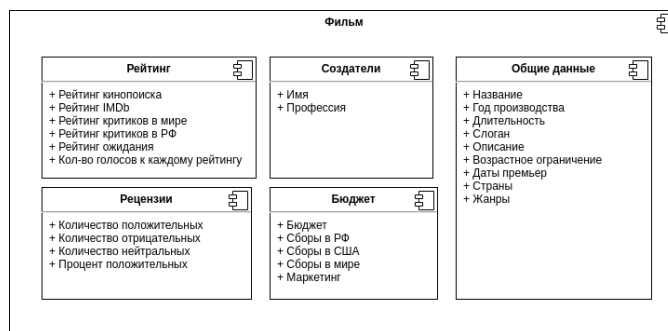 Фильм
Рейтинг
+ Рейтинг кинопоиска
+ Рейтинг IMDb
+ Рейтинг критиков в мире
+ Рейтинг критиков в РФ
+ Рейтинг ожидания
+ Кол-во голосов к каждому рейтингу
Создатели
+ Имя
+ Профессия
Общие данные
+ Название
+ Год производства
+ Длительность
+ Слоган
+ Описание
+ Возрастное ограничение
+ Даты премьер
+ Страны
+ Жанры
Рецензии
+ Количество положительных
+ Количество отрицательных
+ Количество нейтральных
+ Процент положительных
Бюджет
+ Бюджет
+ Сборы в РФ
+ Сборы в США
+ Сборы в мире
+ Маркетинг